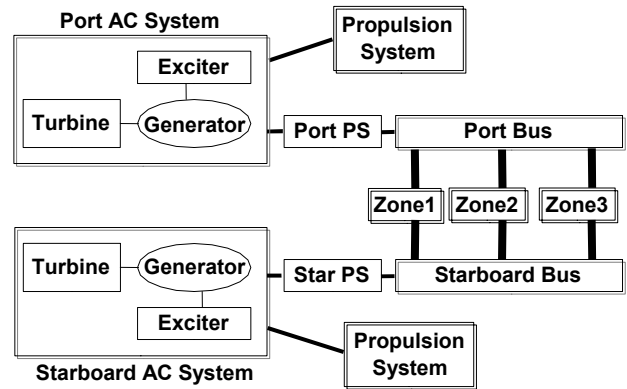 Port AC System
Propulsion
System
Exciter
Turbine
Generator
Port PS
Port Bus
Zone1
Zone2
Zone3
Turbine
Generator
Star PS
Starboard Bus
Exciter
Propulsion
System
Starboard AC System